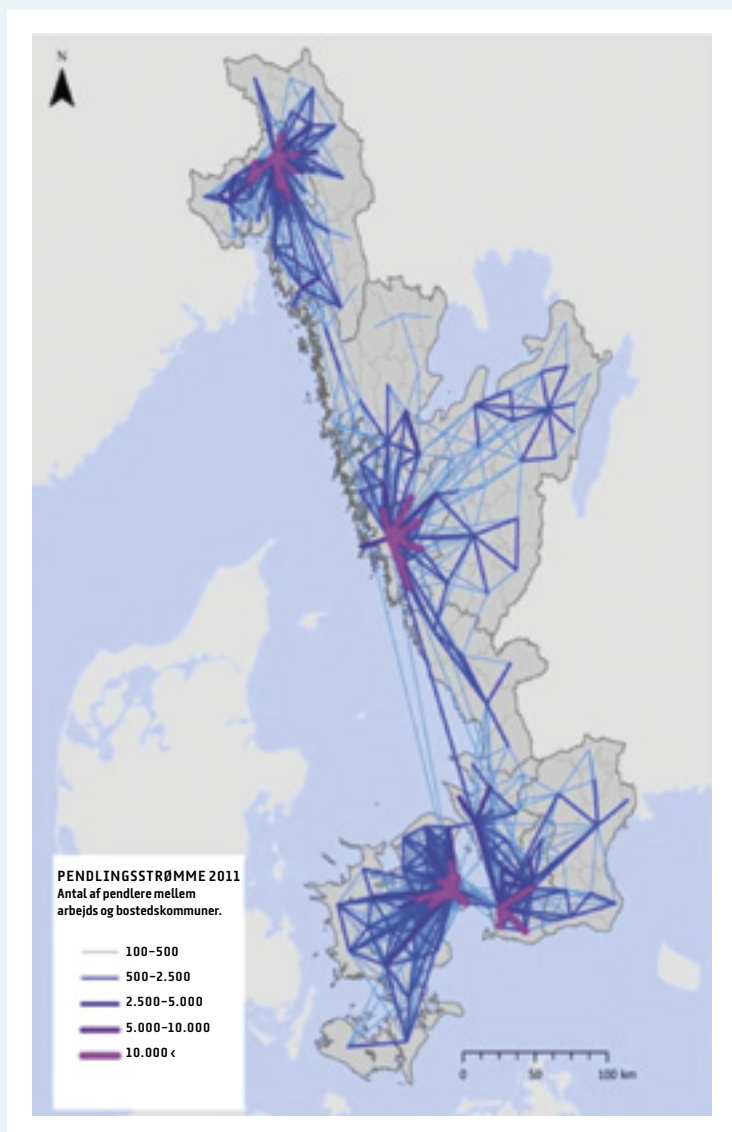 N
PENDLINGSSTRØMME 2011
Antal af pendlere mellem
arbejds og bostedskommuner.
100–500
500–2.500
2.500–5.000
5.000–10.000
10.000 <
0 50 100 km